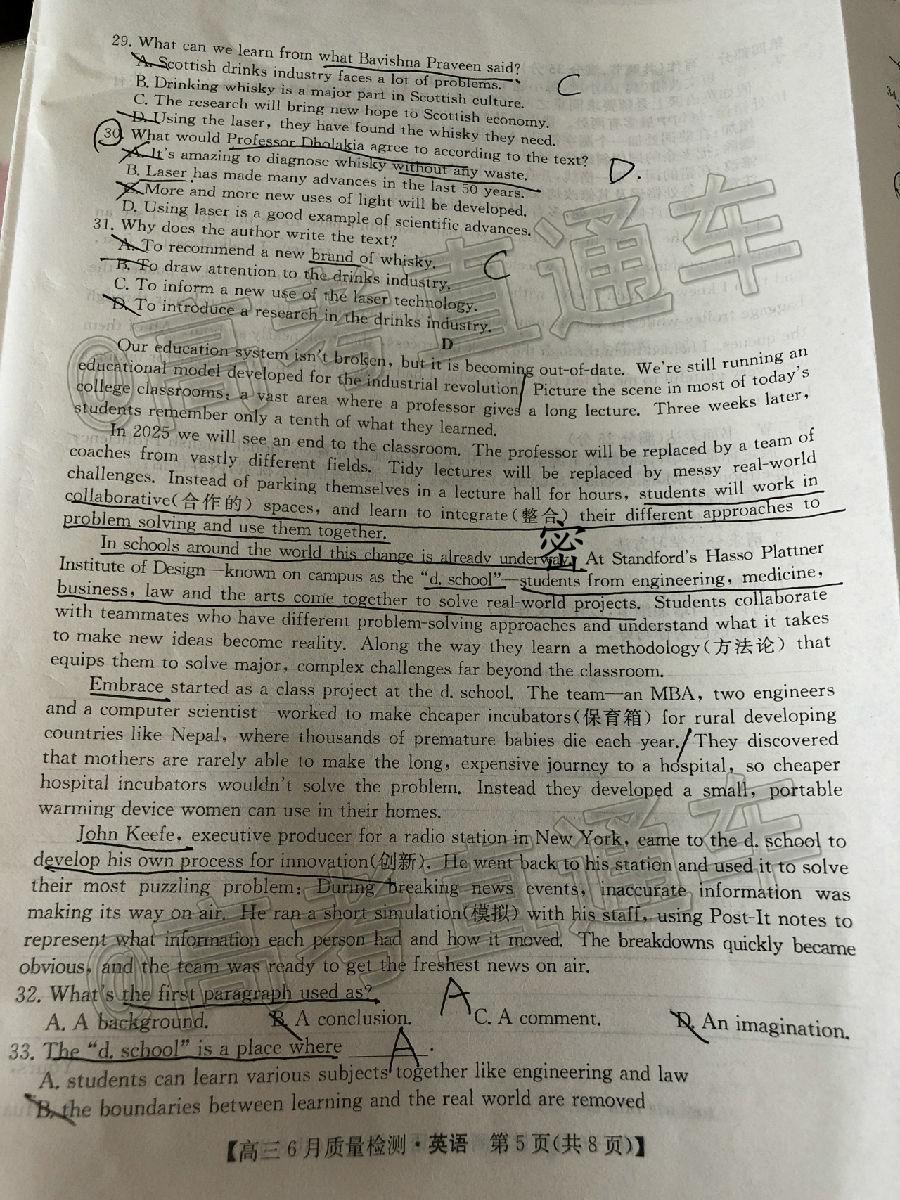 29. What can we learn from what Bavishna Praveen said?
A. Scottish drinks industry faces a lot of problems.
B. Drinking whisky is a major part in Scottish culture.
C. The research will bring new hope to Scottish economy.
D. Using the laser, they have found the whisky they need.
C
30. What would Professor Dholakia agree to according to the text?
A. It's amazing to diagnose whisky without any waste.
B. Laser has made many advances in the last 50 years.
C. More and more new uses of light will be developed.
D. Using laser is a good example of scientific advances.
D.
31. Why does the author write the text?
A. To recommend a new brand of whisky.
B. To draw attention to the drinks industry.
C. To inform a new use of the laser technology.
D. To introduce a research in the drinks industry.
C
D
Our education system isn't broken, but it is becoming out-of-date. We're still running an
educational model developed for the industrial revolution. Picture the scene in most of today's
college classrooms: a vast area where a professor gives a long lecture. Three weeks later,
students remember only a tenth of what they learned.
In 2025 we will see an end to the classroom. The professor will be replaced by a team of
coaches from vastly different fields. Tidy lectures will be replaced by messy real-world
challenges. Instead of parking themselves in a lecture hall for hours, students will work in
collaborative(合作的) spaces, and learn to integrate(整合) their different approaches to
problem solving and use them together.
密
In schools around the world this change is already underway. At Standford's Hasso Plattner
Institute of Design—known on campus as the "d. school"—students from engineering, medicine,
business, law and the arts come together to solve real-world projects. Students collaborate
with teammates who have different problem-solving approaches and understand what it takes
to make new ideas become reality. Along the way they learn a methodology(方法论) that
equips them to solve major, complex challenges far beyond the classroom.
Embrace started as a class project at the d. school. The team—an MBA, two engineers
and a computer scientist—worked to make cheaper incubators(保育箱) for rural developing
countries like Nepal, where thousands of premature babies die each year. They discovered
that mothers are rarely able to make the long, expensive journey to a hospital, so cheaper
hospital incubators wouldn't solve the problem. Instead they developed a small, portable
warming device women can use in their homes.
John Keefe, executive producer for a radio station in New York, came to the d. school to
develop his own process for innovation(创新). He went back to his station and used it to solve
their most puzzling problem: During breaking news events, inaccurate information was
making its way on air. He ran a short simulation(模拟) with his staff, using Post-It notes to
represent what information each person had and how it moved. The breakdowns quickly became
obvious, and the team was ready to get the freshest news on air.
32. What's the first paragraph used as?
A
A. A background. B. A conclusion. C. A comment. D. An imagination.
33. The "d. school" is a place where ______.
A
A. students can learn various subjects together like engineering and law
B. the boundaries between learning and the real world are removed
【高三6月质量检测·英语 第5页(共8页)】
@高考直通车
@高考直通车